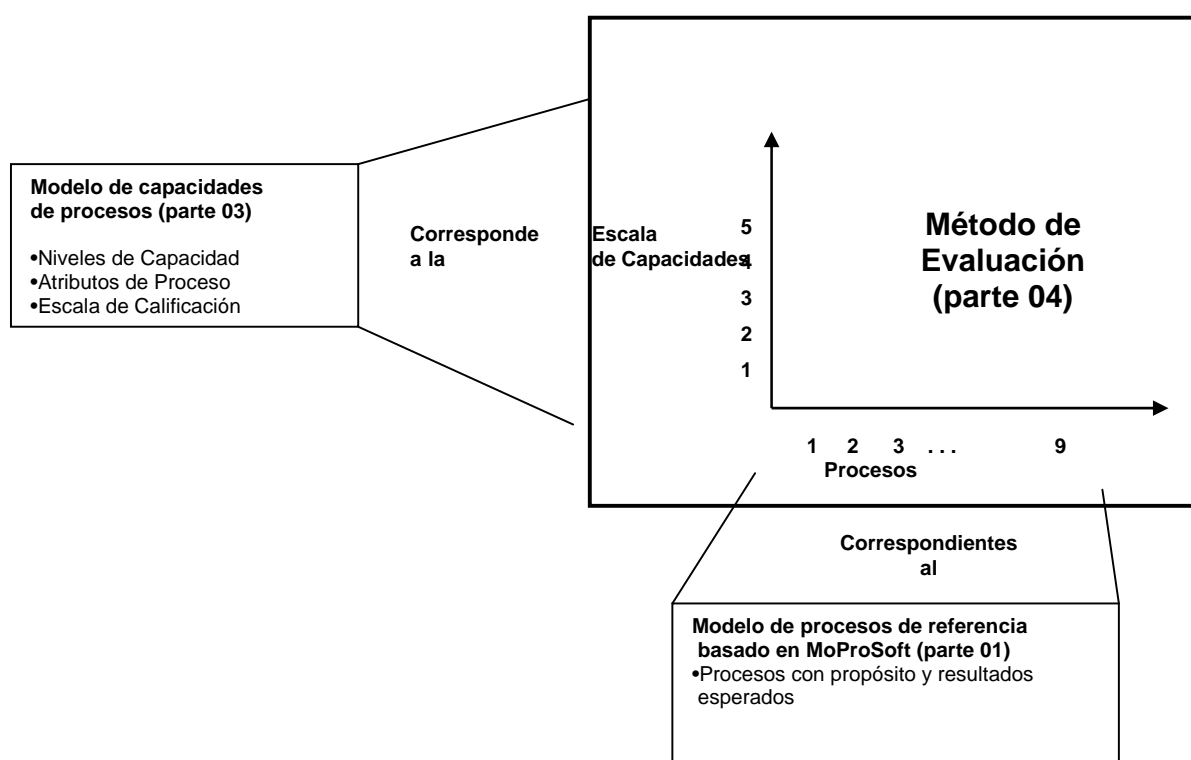 Modelo de capacidades
de procesos (parte 03)
•Niveles de Capacidad
•Atributos de Proceso
•Escala de Calificación
Corresponde
a la
Escala
de Capacidades
5
4
3
2
1
Método de
Evaluación
(parte 04)
1 2 3 . . . 9
Procesos
Correspondientes
al
Modelo de procesos de referencia
basado en MoProSoft (parte 01)
•Procesos con propósito y resultados
esperados